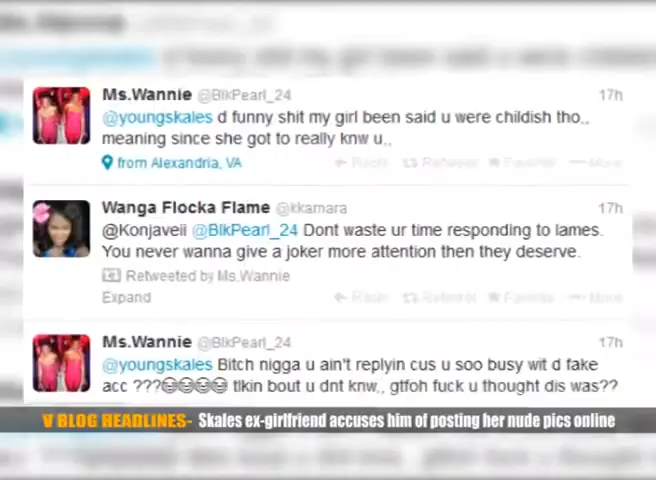 Ms.Wannie @BlkPearl_24 17h
@youngskales d funny shit my girl been said u were childish tho,.
meaning since she got to really knw u,.
from Alexandria, VA Reply Retweet Favorite More
Wanga Flocka Flame @kkamara 17h
@Konjaveii @BlkPearl_24 Dont waste ur time responding to lames.
You never wanna give a joker more attention then they deserve.
Retweeted by Ms.Wannie
Expand Reply Retweet Favorite More
Ms.Wannie @BlkPearl_24 17h
@youngskales Bitch nigga u ain't replyin cus u soo busy wit d fake
acc ???😂😂😂😂 tlkin bout u dnt knw,. gtfoh fuck u thought dis was??
V BLOG HEADLINES- Skales ex-girlfriend accuses him of posting her nude pics online